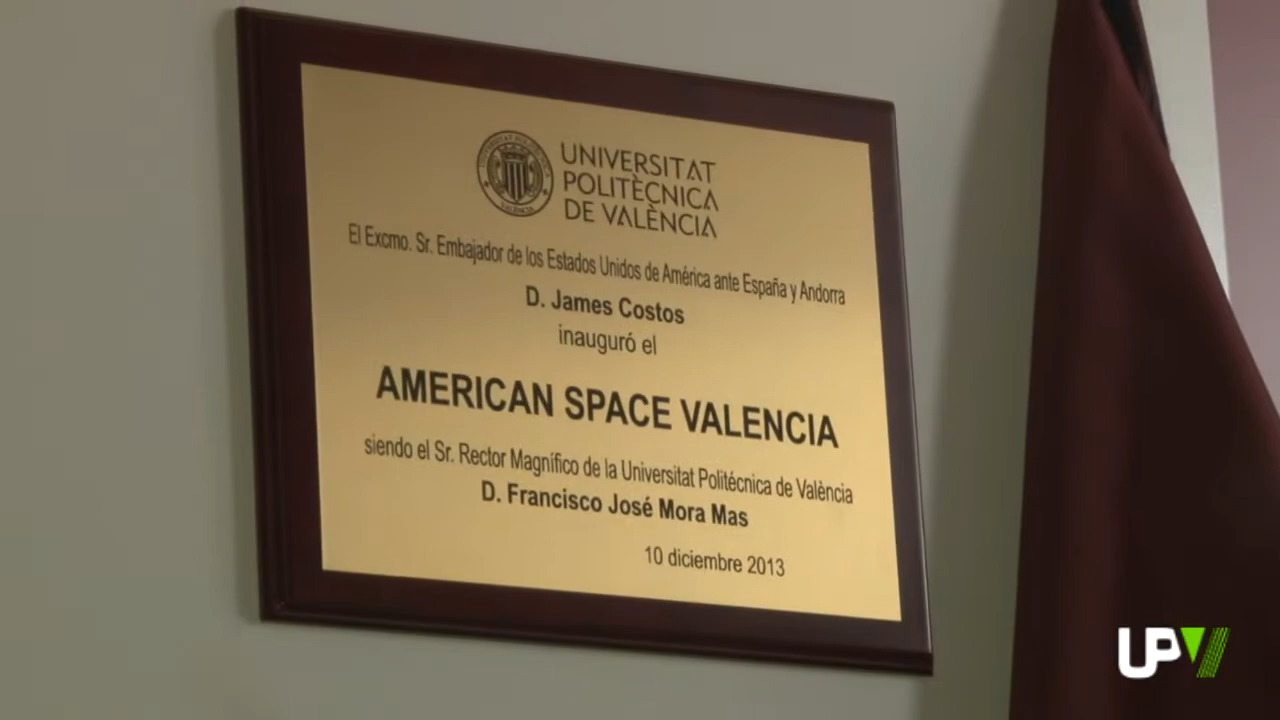 UNIVERSITAT
POLITÈCNICA
DE VALÈNCIA
El Excmo. Sr. Embajador de los Estados Unidos de América ante España y Andorra
D. James Costos
inauguró el
AMERICAN SPACE VALENCIA
siendo el Sr. Rector Magnífico de la Universitat Politécnica de València
D. Francisco José Mora Mas
10 diciembre 2013
UPV